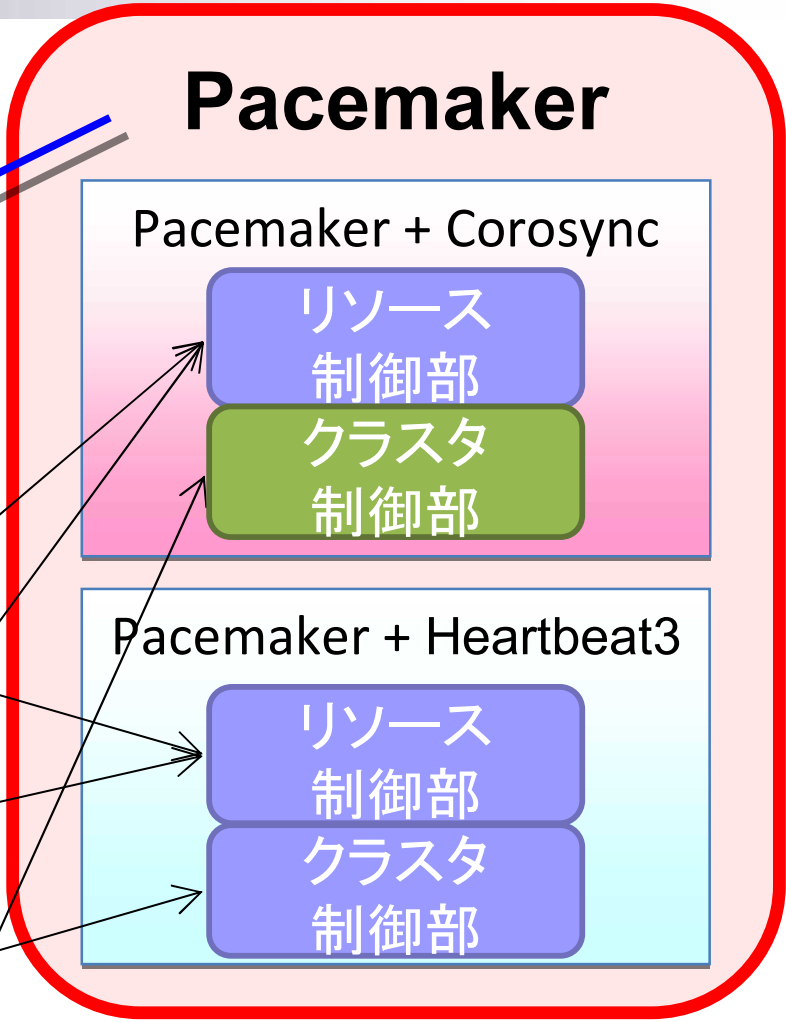 Pacemaker
Pacemaker + Corosync
リソース
制御部
クラスタ
制御部
Pacemaker + Heartbeat3
リソース
制御部
クラスタ
制御部